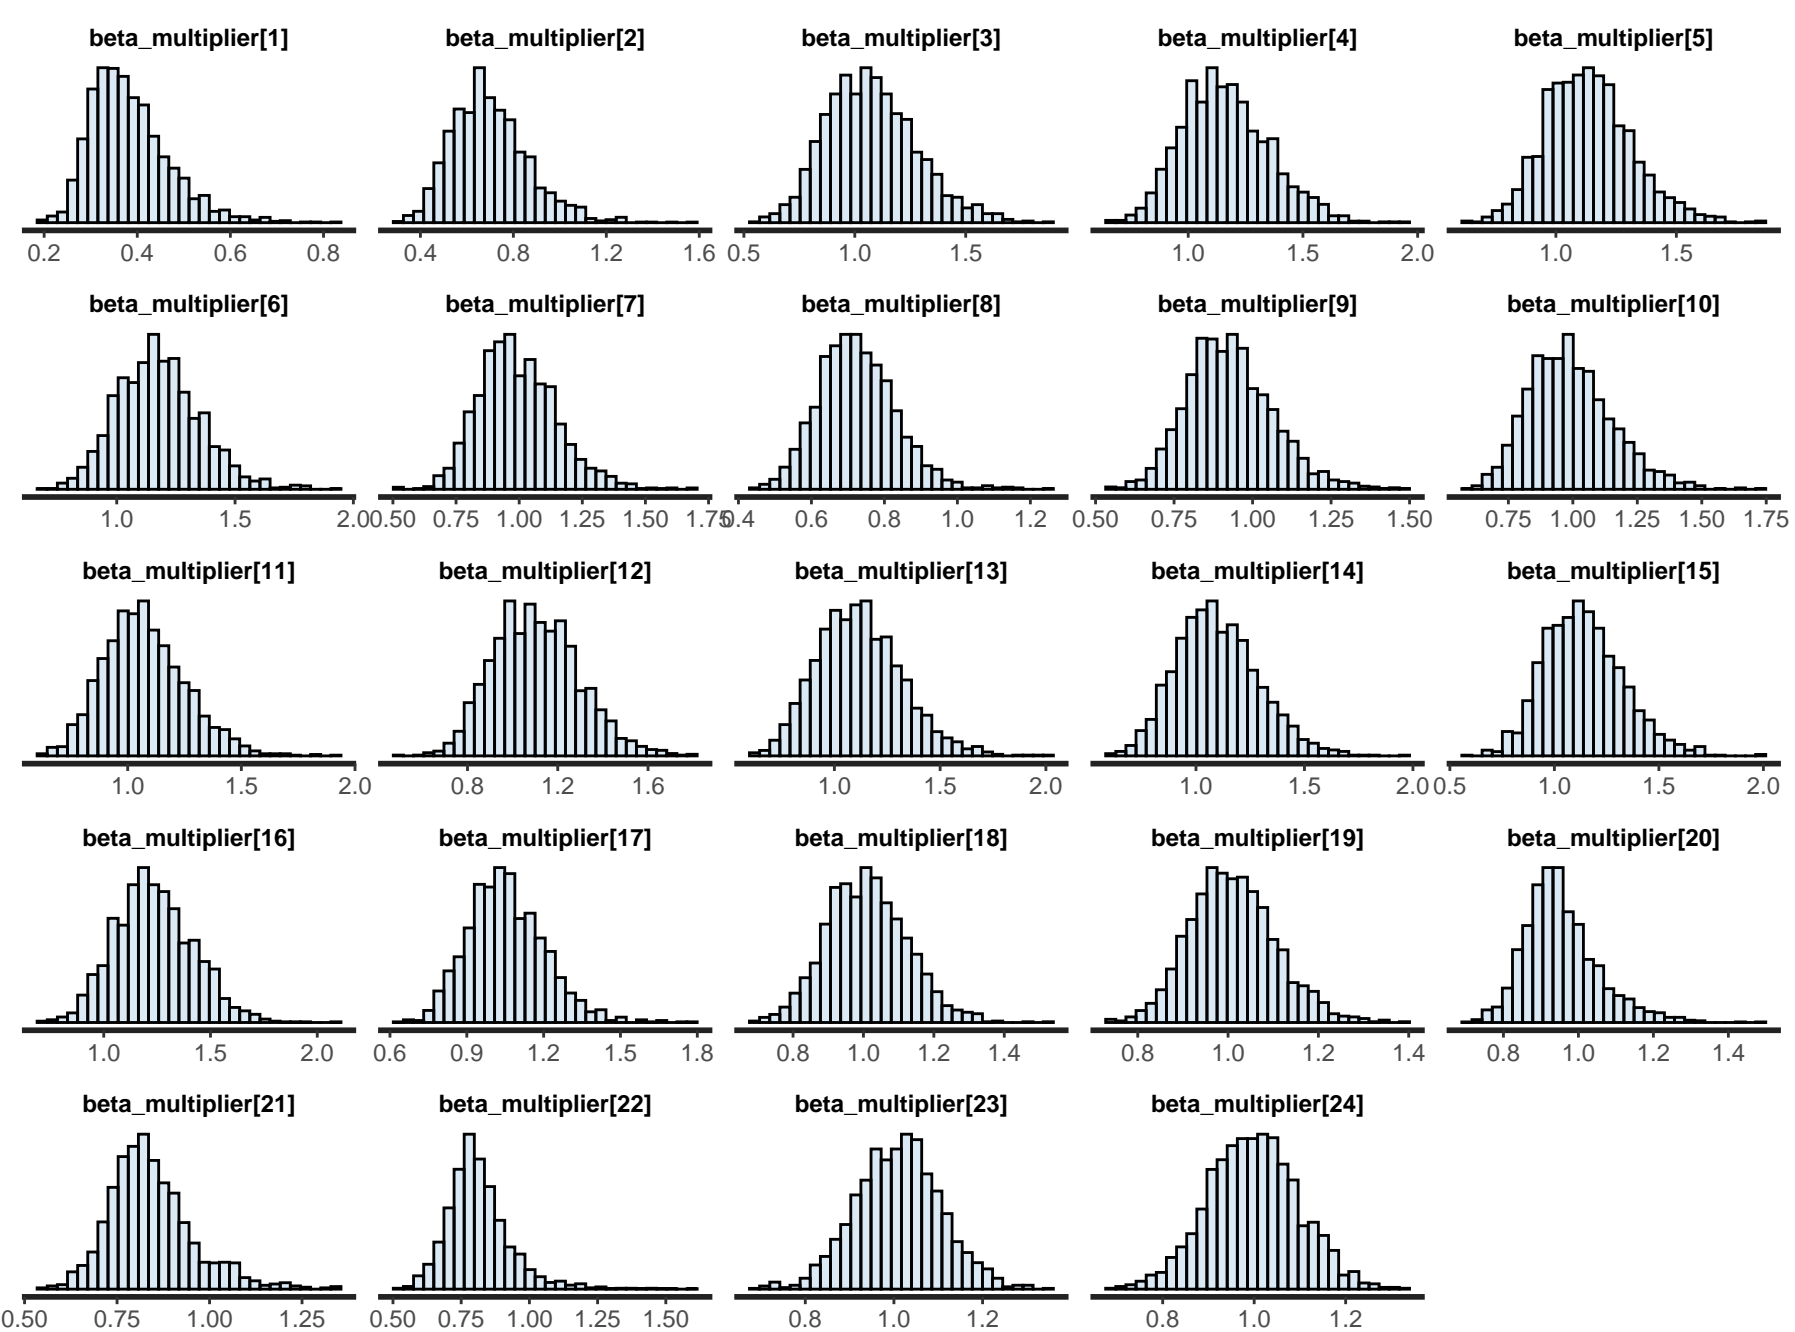 beta_multiplier[1] beta_multiplier[2] beta_multiplier[3] beta_multiplier[4] beta_multiplier[5]
0.2 0.4 0.6 0.8 0.4 0.8 1.2 1.6 0.5 1.0 1.5 1.0 1.5 2.0 1.0 1.5
beta_multiplier[6] beta_multiplier[7] beta_multiplier[8] beta_multiplier[9] beta_multiplier[10]
1.0 1.5 2.0 0.50 0.75 1.00 1.25 1.50 1.75 0.4 0.6 0.8 1.0 1.2 0.50 0.75 1.00 1.25 1.50 0.75 1.00 1.25 1.50 1.75
beta_multiplier[11] beta_multiplier[12] beta_multiplier[13] beta_multiplier[14] beta_multiplier[15]
1.0 1.5 2.0 0.8 1.2 1.6 1.0 1.5 2.0 1.0 1.5 2.0 0.5 1.0 1.5 2.0
beta_multiplier[16] beta_multiplier[17] beta_multiplier[18] beta_multiplier[19] beta_multiplier[20]
1.0 1.5 2.0 0.6 0.9 1.2 1.5 1.8 0.8 1.0 1.2 1.4 0.8 1.0 1.2 1.4 0.8 1.0 1.2 1.4
beta_multiplier[21] beta_multiplier[22] beta_multiplier[23] beta_multiplier[24]
0.50 0.75 1.00 1.25 0.50 0.75 1.00 1.25 1.50 0.8 1.0 1.2 0.8 1.0 1.2